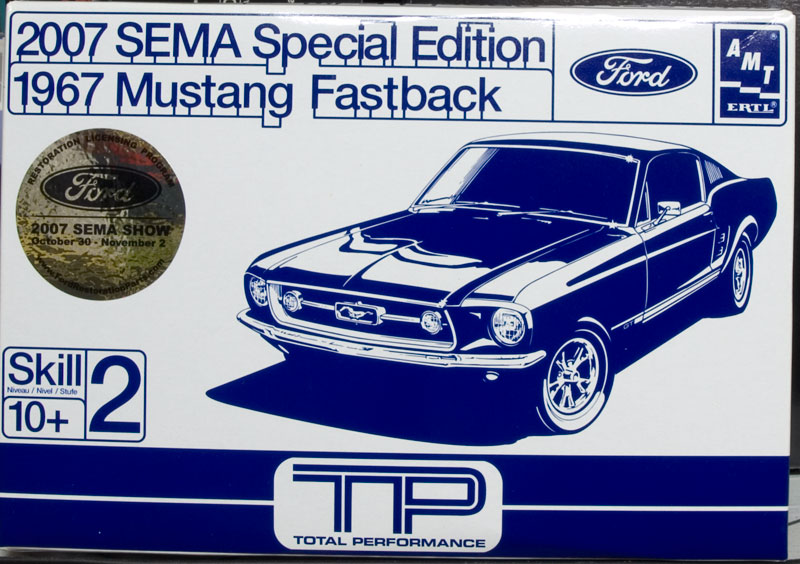 2007 SEMA Special Edition
1967 Mustang Fastback
Ford
AMT
ERTL®
RESTORATION LICENSING PROGRAM
Ford
2007 SEMA SHOW
October 30 - November 2
GT
Skill 2
Niveau / Nivel / Stufe
10+
TP
TOTAL PERFORMANCE